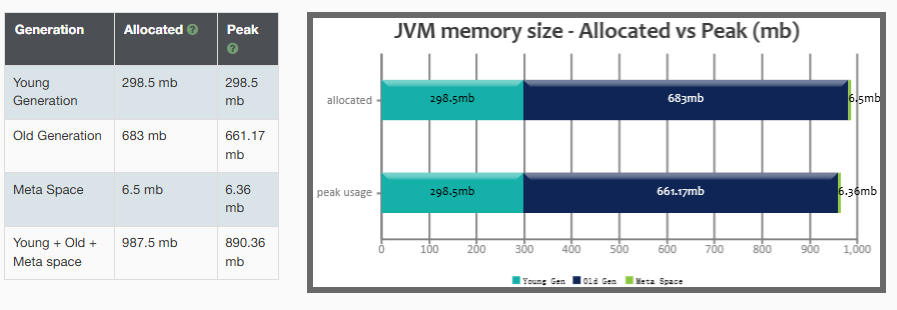 Generation Allocated Peak
Young
Generation
298.5 mb
298.5
mb
Old Generation
683 mb
661.17
mb
Meta Space
6.5 mb
6.36
mb
Young + Old +
Meta space
987.5 mb
890.36
mb
JVM memory size - Allocated vs Peak (mb)
allocated 298.5mb 683mb 6.5mb
peak usage 298.5mb 661.17mb 6.36mb
0 100 200 300 400 500 600 700 800 900 1,000
Young Gen Old Gen Meta Space